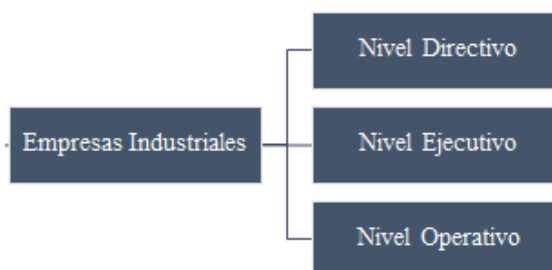 Nivel Directivo
Empresas Industriales
Nivel Ejecutivo
Nivel Operativo